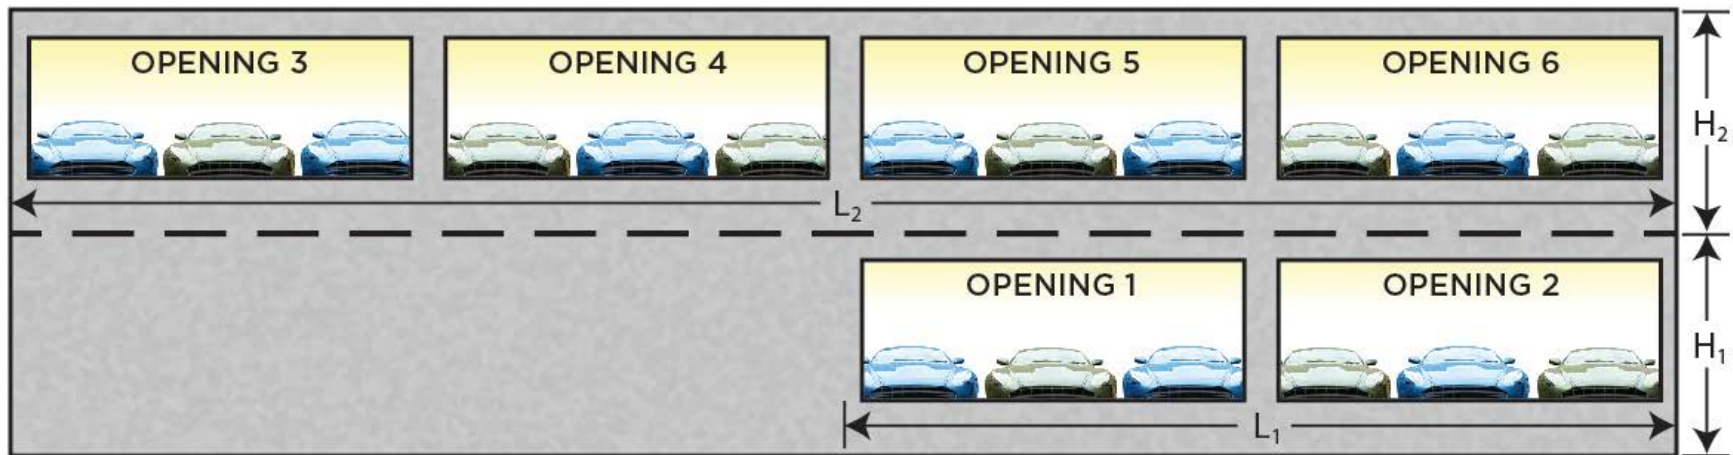 OPENING 3 OPENING 4 OPENING 5 OPENING 6
H₂
L₂
OPENING 1 OPENING 2
H₁
L₁